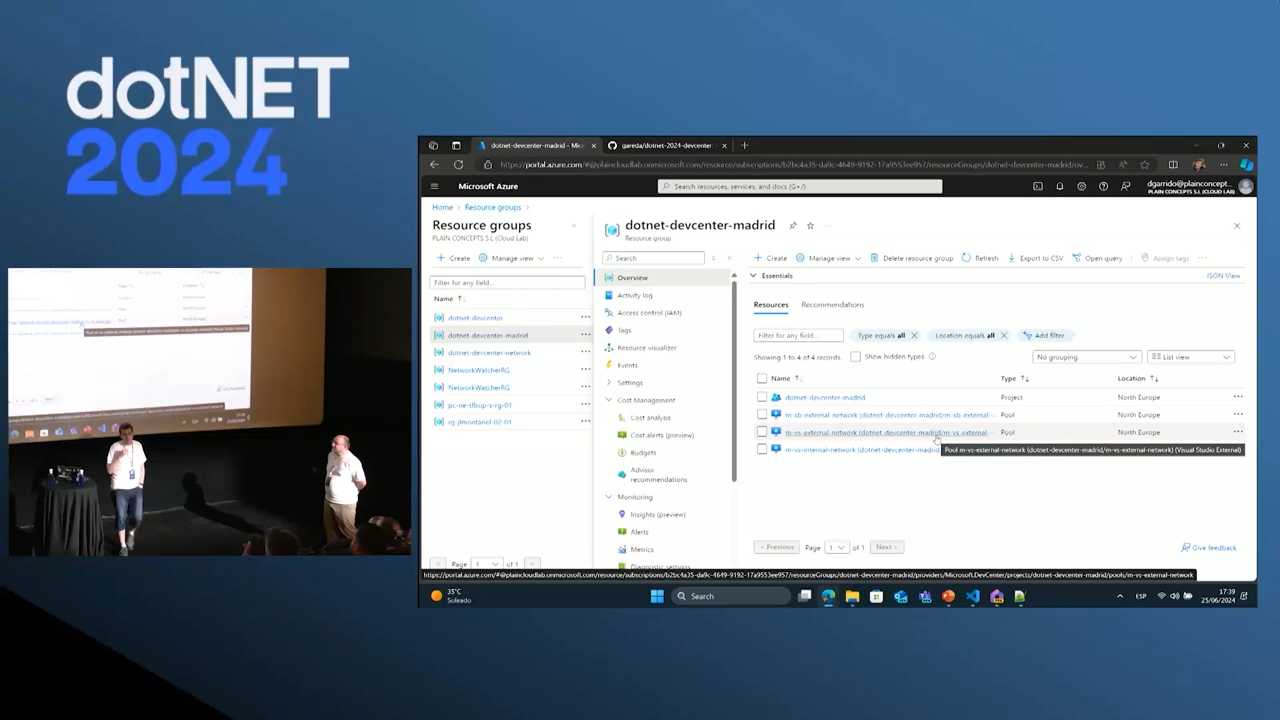 dotNET
2024
dotnet-devcenter-madrid - Mic
gareda/dotnet-2024-devcenter:
https://portal.azure.com/#@plaincloudlab.onmicrosoft.com/resource/subscriptions/b2bc4a35-da9c-4649-9192-17a9553ee957/resourceGroups/dotnet-devcenter-madrid/ov...
Microsoft Azure
Search resources, services, and docs (G+/)
dgarrido@plainconcept...
PLAIN CONCEPTS S.L (CLOUD LAB)
Home > Resource groups >
Resource groups
PLAIN CONCEPTS S.L (Cloud Lab)
Create
Manage view
Filter for any field...
Name
dotnet-devcenter
dotnet-devcenter-madrid
dotnet-devcenter-network
NetworkWatcherRG
NetworkWatcherRG
pc-ne-tfbop-s-rg-01
rg-jlmontanel-02-01
Page 1 of 1
dotnet-devcenter-madrid
Resource group
Search
Overview
Activity log
Access control (IAM)
Tags
Resource visualizer
Events
Settings
Cost Management
Cost analysis
Cost alerts (preview)
Budgets
Advisor
recommendations
Monitoring
Insights (preview)
Alerts
Metrics
Diagnostic settings
Create
Manage view
Delete resource group
Refresh
Export to CSV
Open query
Assign tags
Essentials
JSON View
Resources
Recommendations
Filter for any field...
Type equals all
Location equals all
Add filter
Showing 1 to 4 of 4 records.
Show hidden types
No grouping
List view
Name
Type
Location
dotnet-devcenter-madrid
Project
North Europe
m-sb-external-network (dotnet-devcenter-madrid/m-sb-external-...
Pool
North Europe
m-vs-external-network (dotnet-devcenter-madrid/m-vs-external-...
Pool
North Europe
m-vs-internal-network (dotnet-devcenter-madrid
Pool m-vs-external-network (dotnet-devcenter-madrid/m-vs-external-network) (Visual Studio External)
< Previous
Page 1 of 1
Next >
Give feedback
https://portal.azure.com/#@plaincloudlab.onmicrosoft.com/resource/subscriptions/b2bc4a35-da9c-4649-9192-17a9553ee957/resourceGroups/dotnet-devcenter-madrid/providers/Microsoft.DevCenter/projects/dotnet-devcenter-madrid/pools/m-vs-external-network
35°C
Soleado
Search
ESP
17:39
25/06/2024